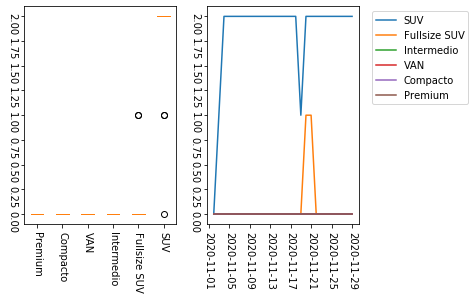 2.00
1.75
1.50
1.25
1.00
0.75
0.50
0.25
0.00
Premium
Compacto
VAN
Intermedio
Fullsize SUV
SUV
2.00
1.75
1.50
1.25
1.00
0.75
0.50
0.25
0.00
2020-11-01
2020-11-05
2020-11-09
2020-11-13
2020-11-17
2020-11-21
2020-11-25
2020-11-29
SUV
Fullsize SUV
Intermedio
VAN
Compacto
Premium